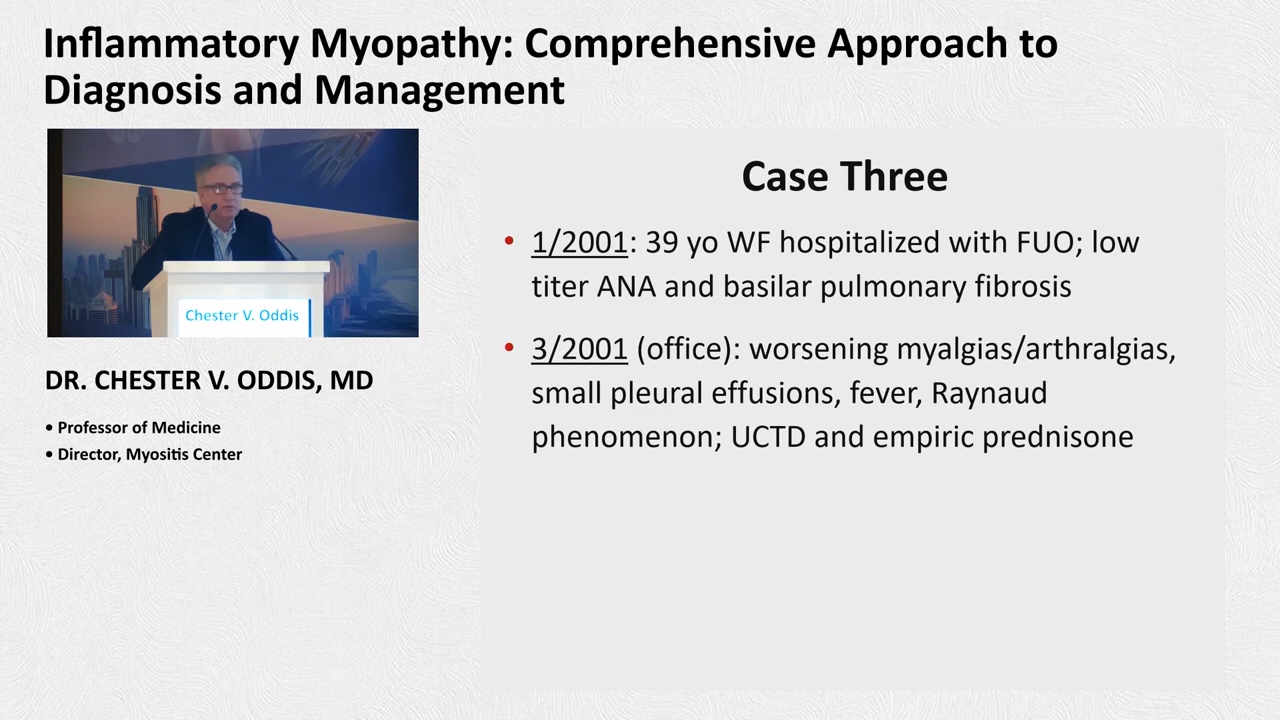 Inflammatory Myopathy: Comprehensive Approach to
Diagnosis and Management
Chester V. Oddis
DR. CHESTER V. ODDIS, MD
• Professor of Medicine
• Director, Myositis Center
Case Three
• 1/2001: 39 yo WF hospitalized with FUO; low
titer ANA and basilar pulmonary fibrosis
• 3/2001 (office): worsening myalgias/arthralgias,
small pleural effusions, fever, Raynaud
phenomenon; UCTD and empiric prednisone